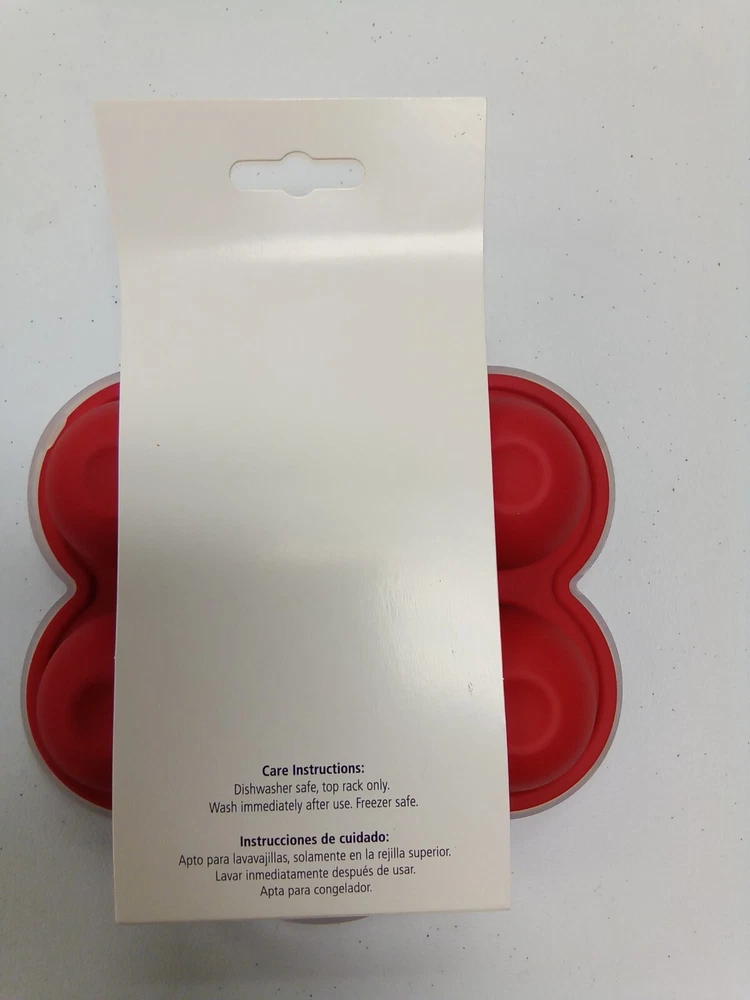 Care Instructions:
Dishwasher safe, top rack only.
Wash immediately after use. Freezer safe.
Instrucciones de cuidado:
Apto para lavavajillas, solamente en la rejilla superior.
Lavar inmediatamente después de usar.
Apta para congelador.